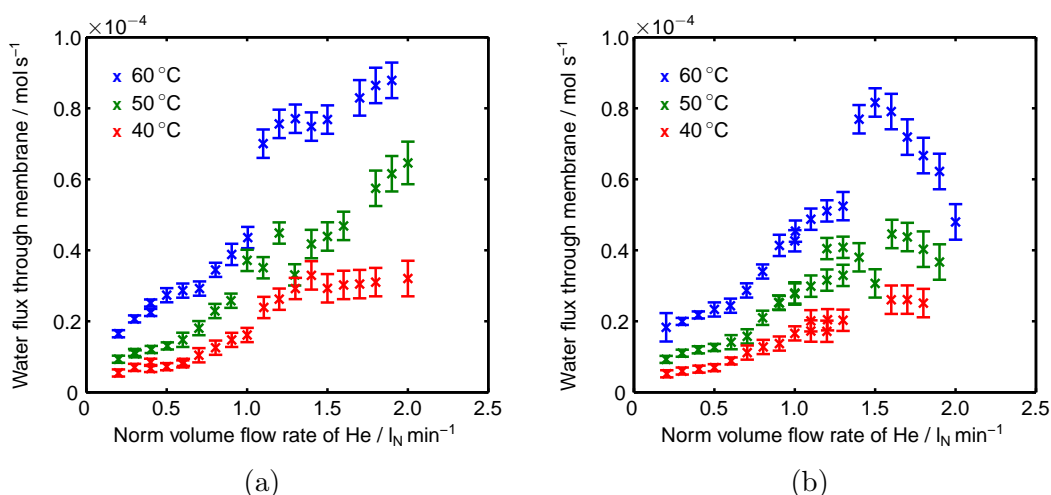 ×10⁻⁴
1.0
0.8
0.6
0.4
0.2
0
Water flux through membrane / mol s⁻¹
60 °C
50 °C
40 °C
0 0.5 1.0 1.5 2.0 2.5
Norm volume flow rate of He / l_N min⁻¹
(a)
×10⁻⁴
1.0
0.8
0.6
0.4
0.2
0
Water flux through membrane / mol s⁻¹
60 °C
50 °C
40 °C
0 0.5 1.0 1.5 2.0 2.5
Norm volume flow rate of He / l_N min⁻¹
(b)